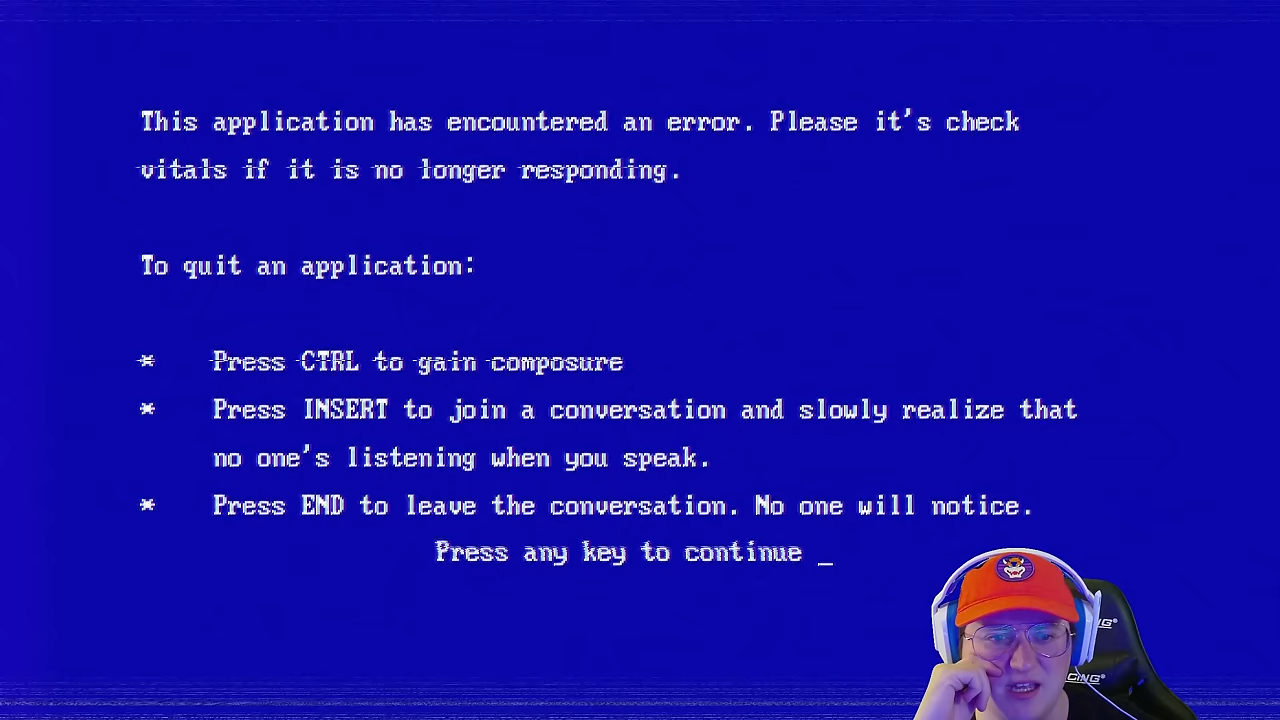 This application has encountered an error. Please it's check
vitals if it is no longer responding.
To quit an application:
* Press CTRL to gain composure
* Press INSERT to join a conversation and slowly realize that
no one's listening when you speak.
* Press END to leave the conversation. No one will notice.
Press any key to continue _